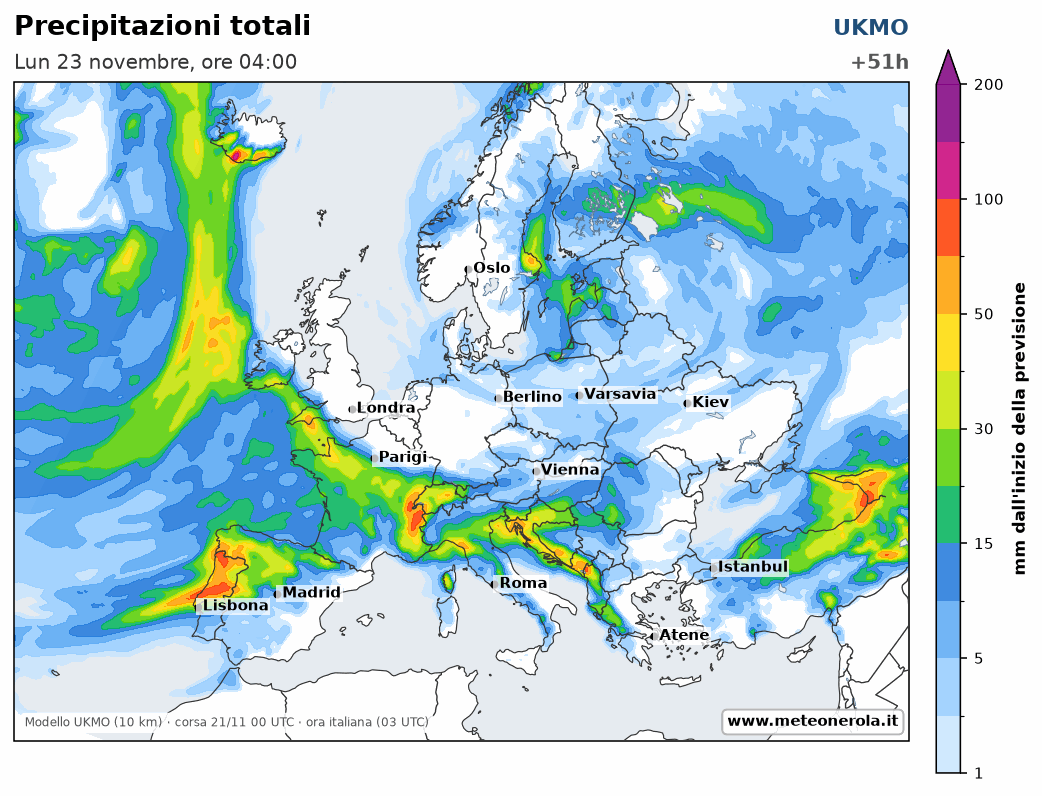 Precipitazioni totali
UKMO
Lun 23 novembre, ore 04:00
+51h
200
100
50
30
15
5
1
mm dall'inizio della previsione
Oslo
Londra
Berlino
Varsavia
Kiev
Parigi
Vienna
Istanbul
Roma
Madrid
Lisbona
Atene
Modello UKMO (10 km) · corsa 21/11 00 UTC · ora italiana (03 UTC)
www.meteonerola.it